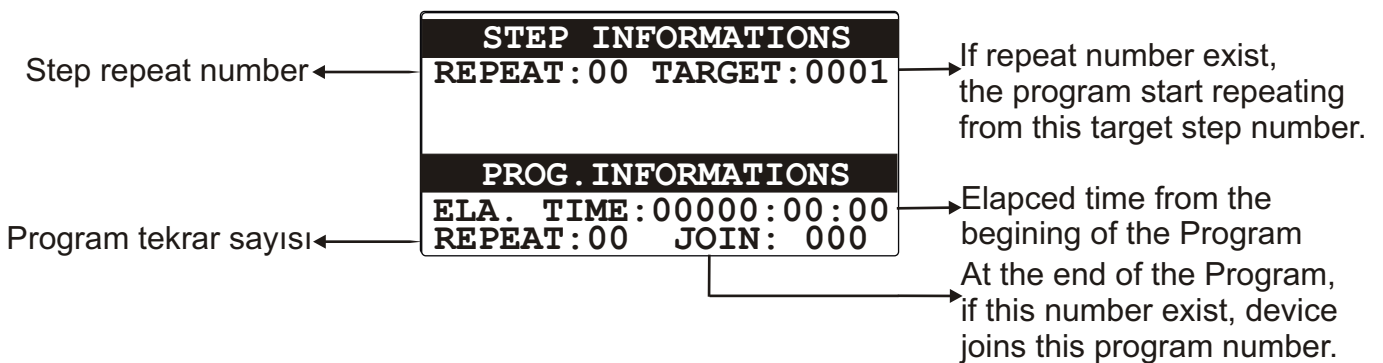 STEP INFORMATIONS
Step repeat number
REPEAT:00 TARGET:0001
If repeat number exist,
the program start repeating
from this target step number.
PROG.INFORMATIONS
ELA. TIME:00000:00:00
Elapced time from the
begining of the Program
Program tekrar sayısı
REPEAT:00 JOIN: 000
At the end of the Program,
if this number exist, device
joins this program number.